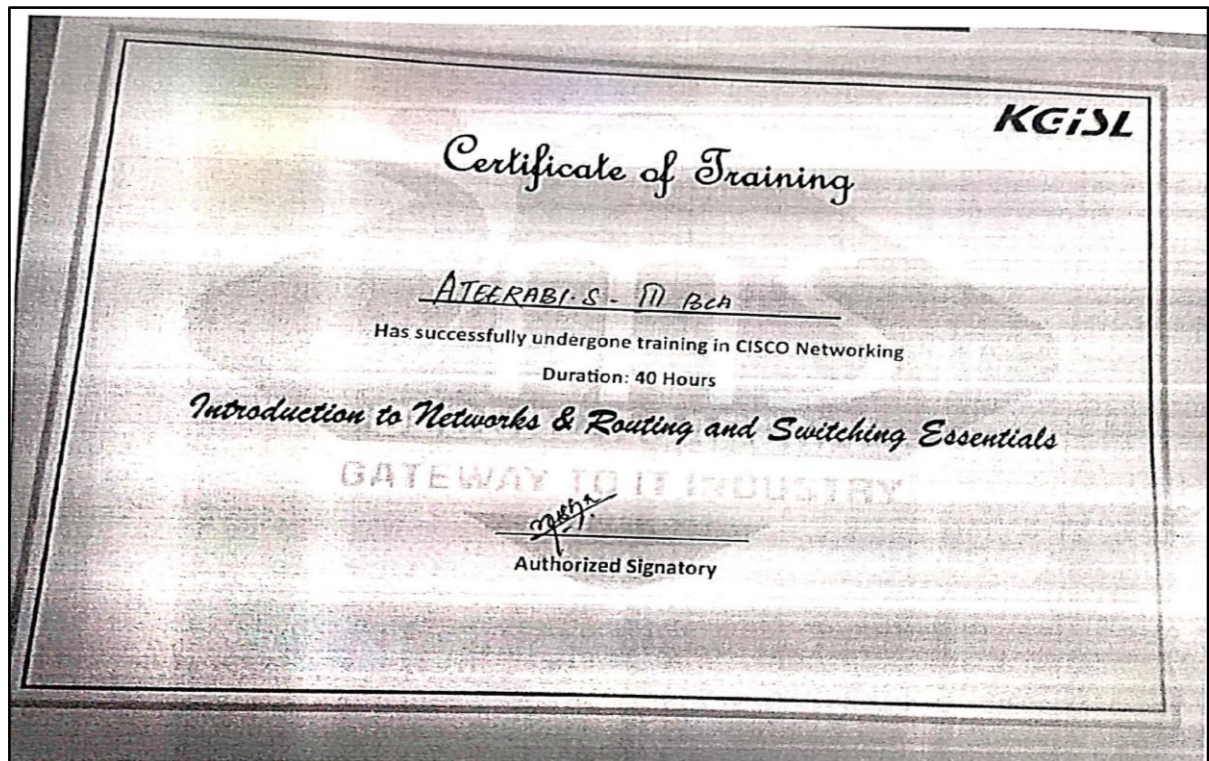 KGiSL
Certificate of Training
ATEERABI.S - III BCA
Has successfully undergone training in CISCO Networking
Duration: 40 Hours
Introduction to Networks & Routing and Switching Essentials
GATEWAY TO IT INDUSTRY
Authorized Signatory